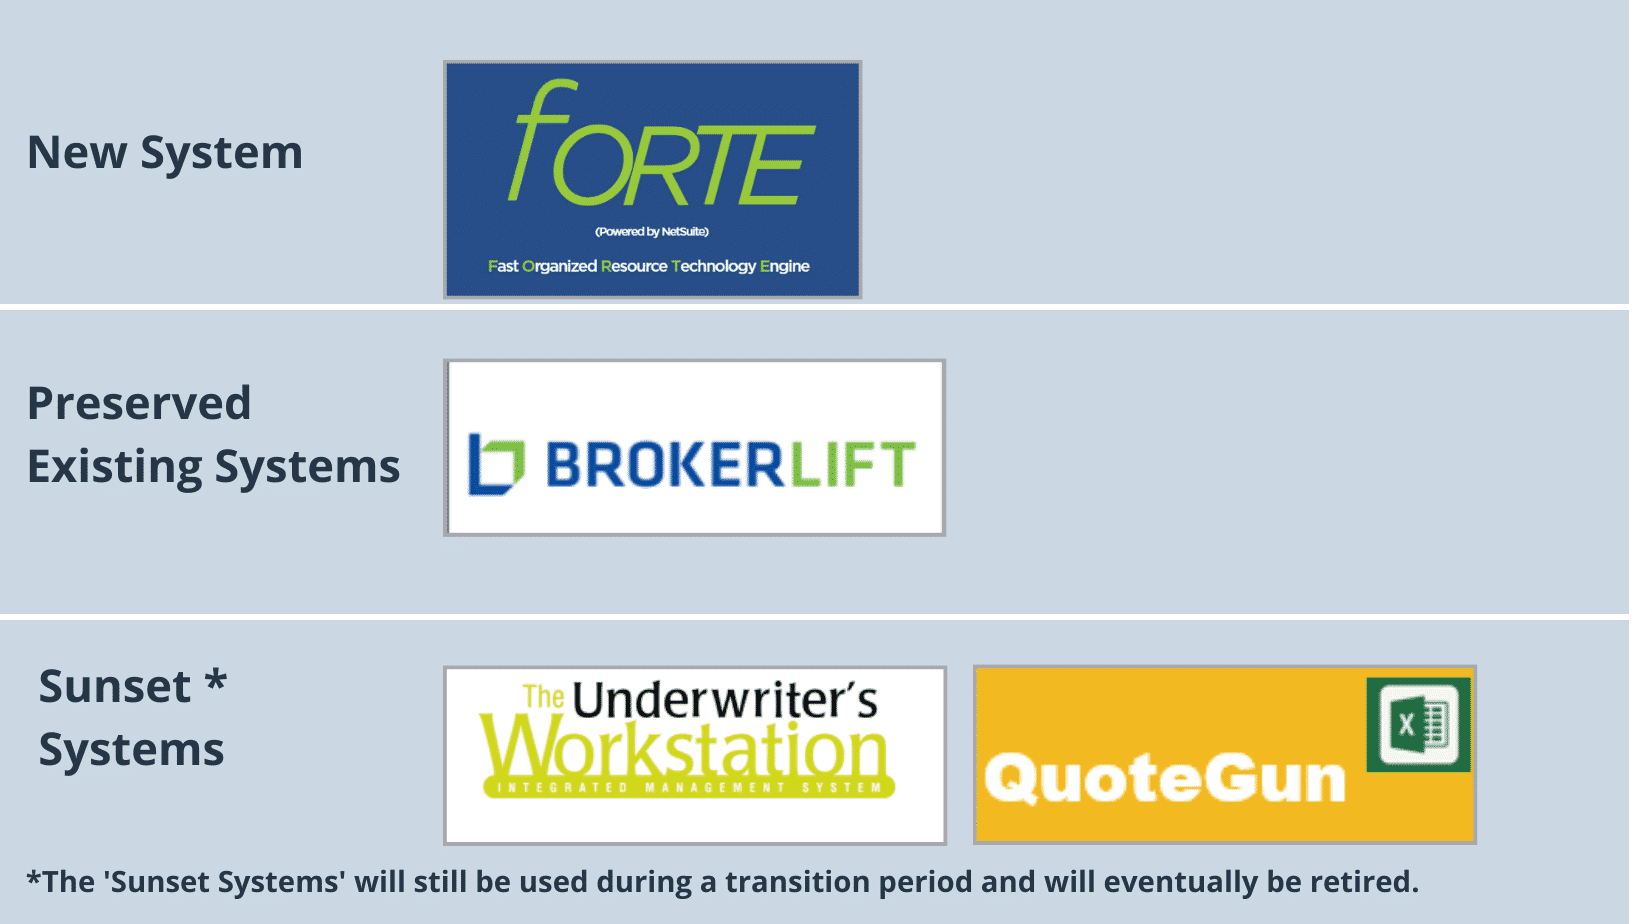 New System
fORTE
(Powered by NetSuite)
Fast Organized Resource Technology Engine
Preserved
Existing Systems
BROKERLIFT
Sunset *
Systems
The Underwriter's
Workstation
INTEGRATED MANAGEMENT SYSTEM
X
QuoteGun
*The 'Sunset Systems' will still be used during a transition period and will eventually be retired.